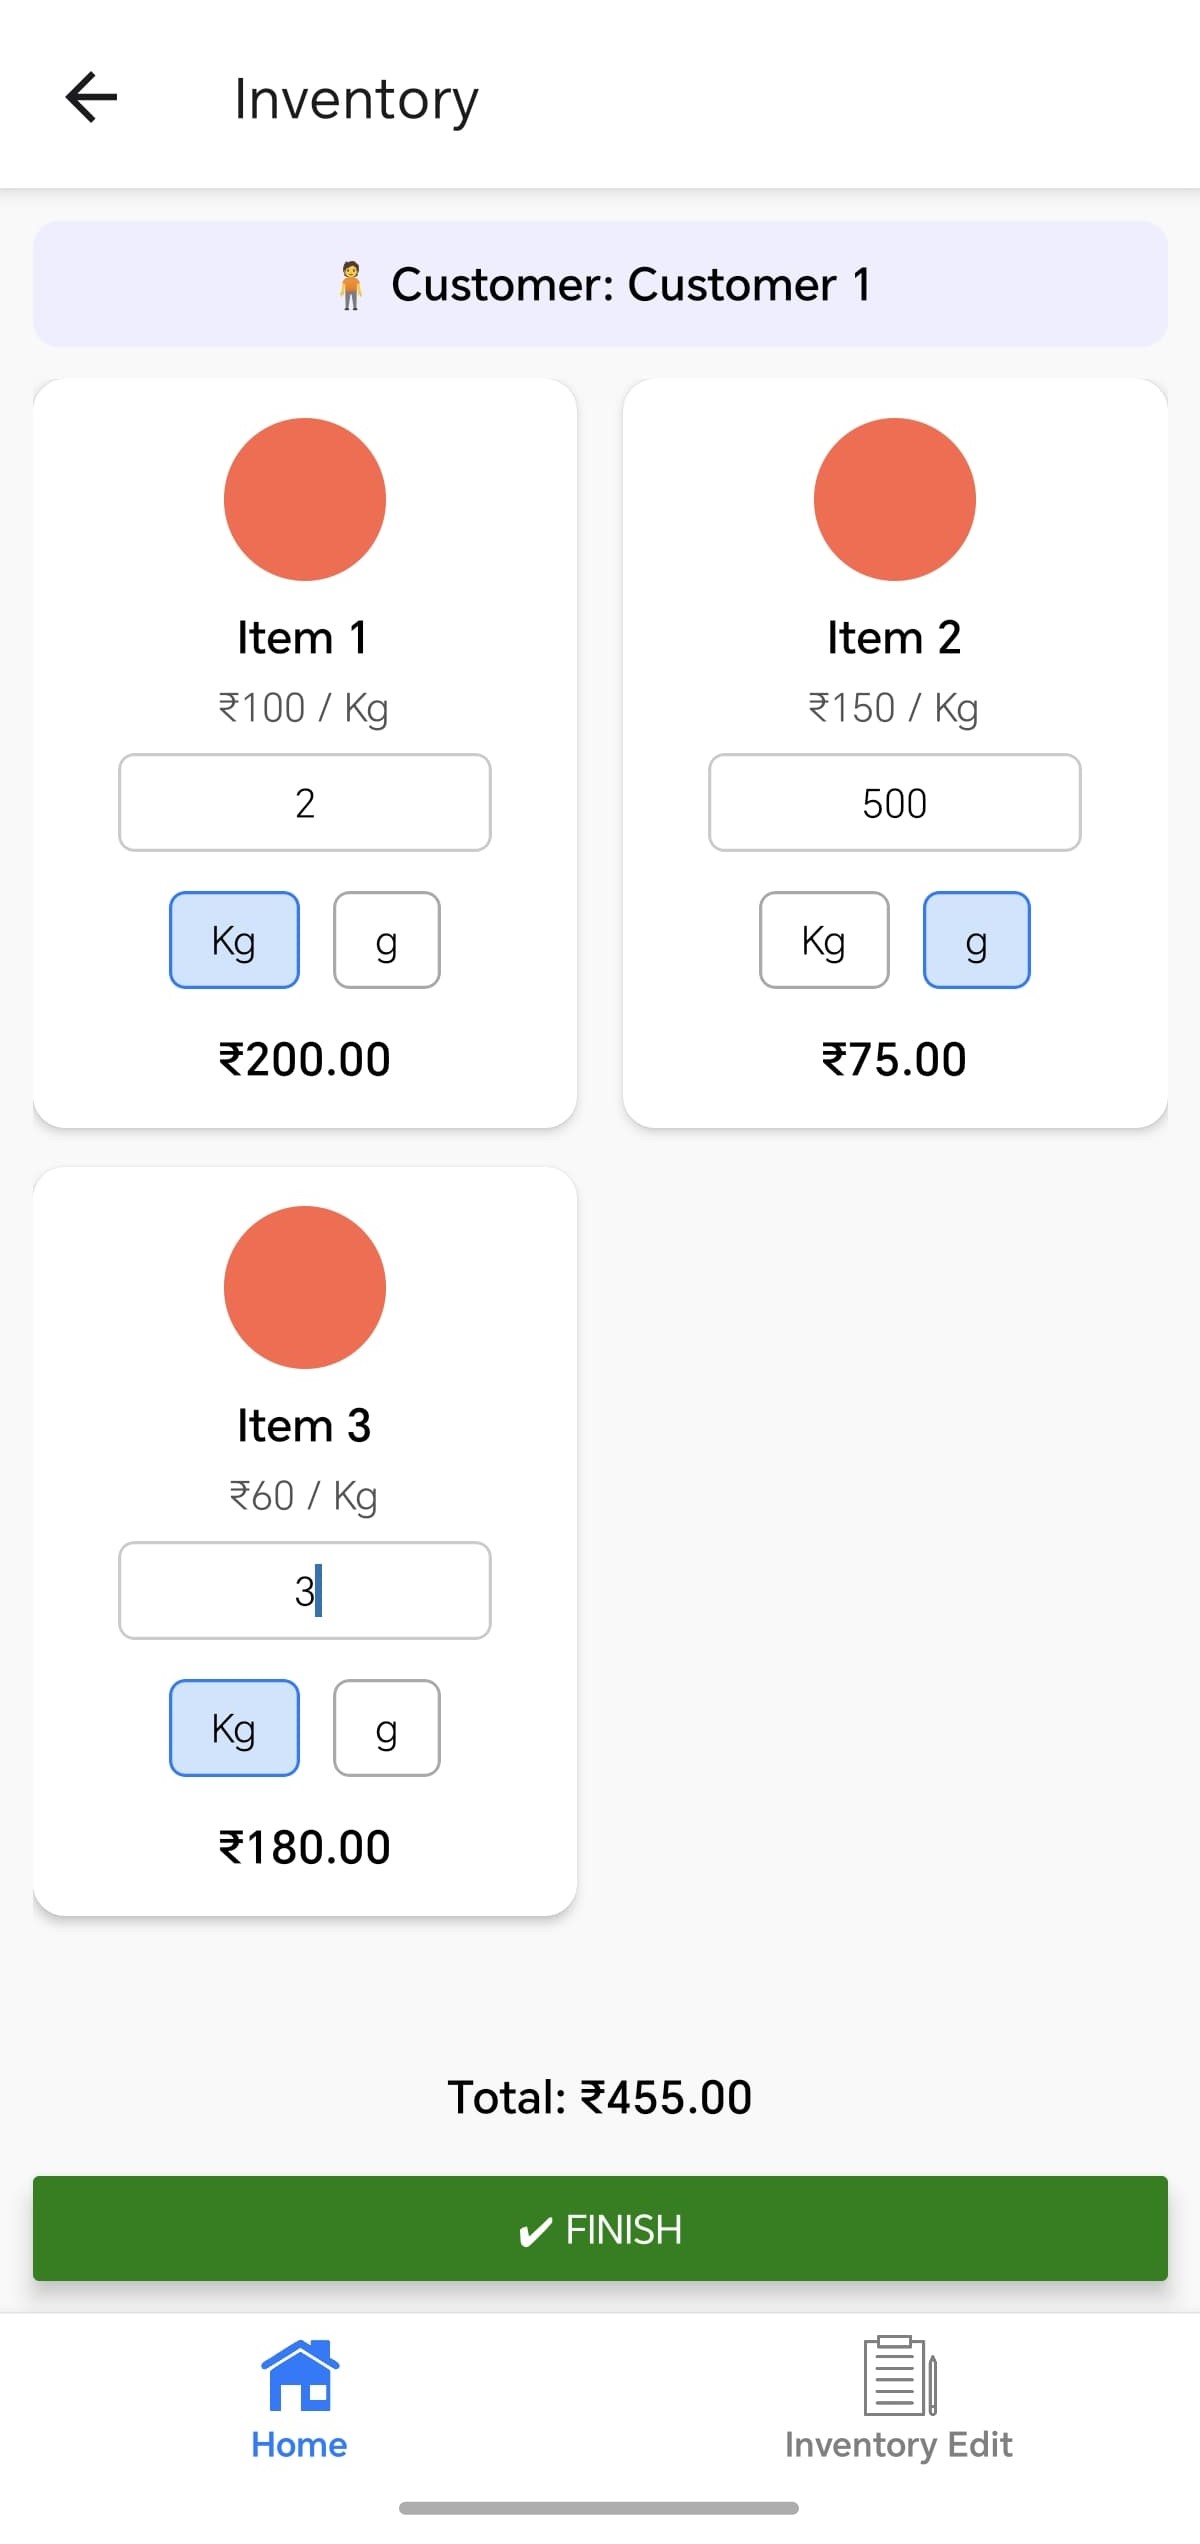 Inventory
Customer: Customer 1
Item 1
₹100 / Kg
2
Kg
g
₹200.00
Item 2
₹150 / Kg
500
Kg
g
₹75.00
Item 3
₹60 / Kg
3
Kg
g
₹180.00
Total: ₹455.00
✔ FINISH
Home
Inventory Edit